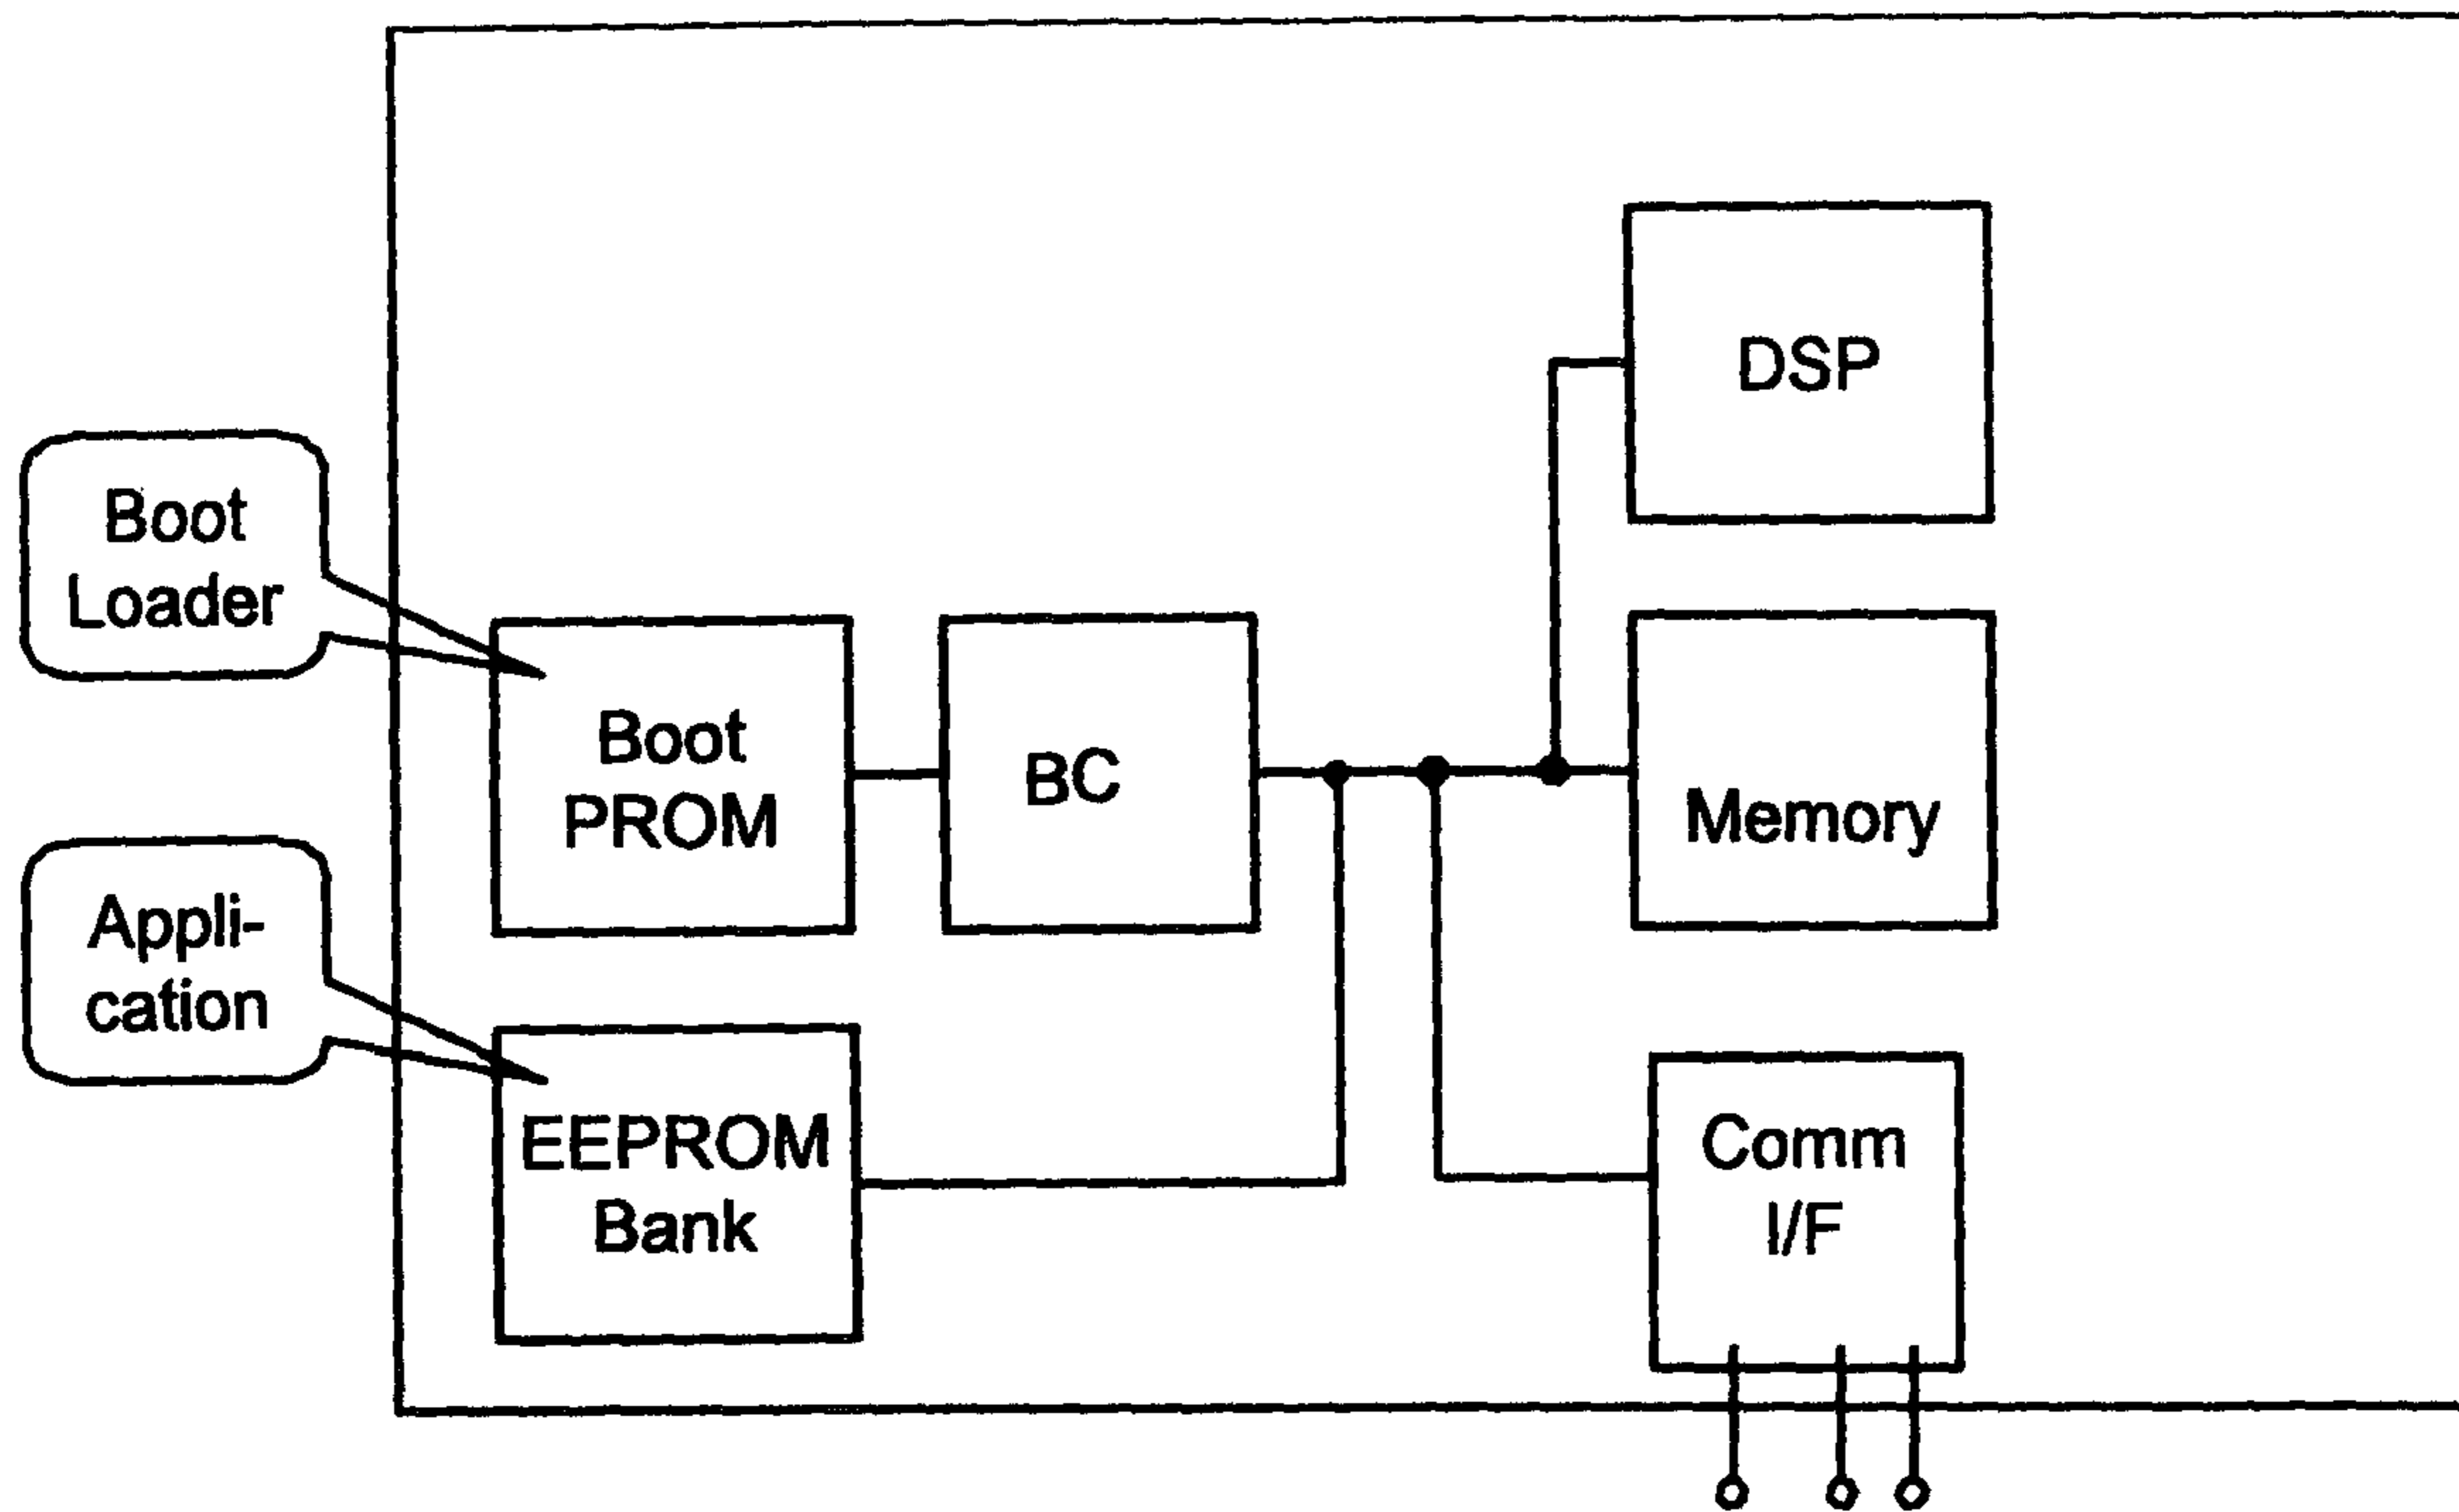 DSP
Boot
Loader
Boot
PROM
BC
Memory
Appli-
cation
EEPROM
Bank
Comm
I/F